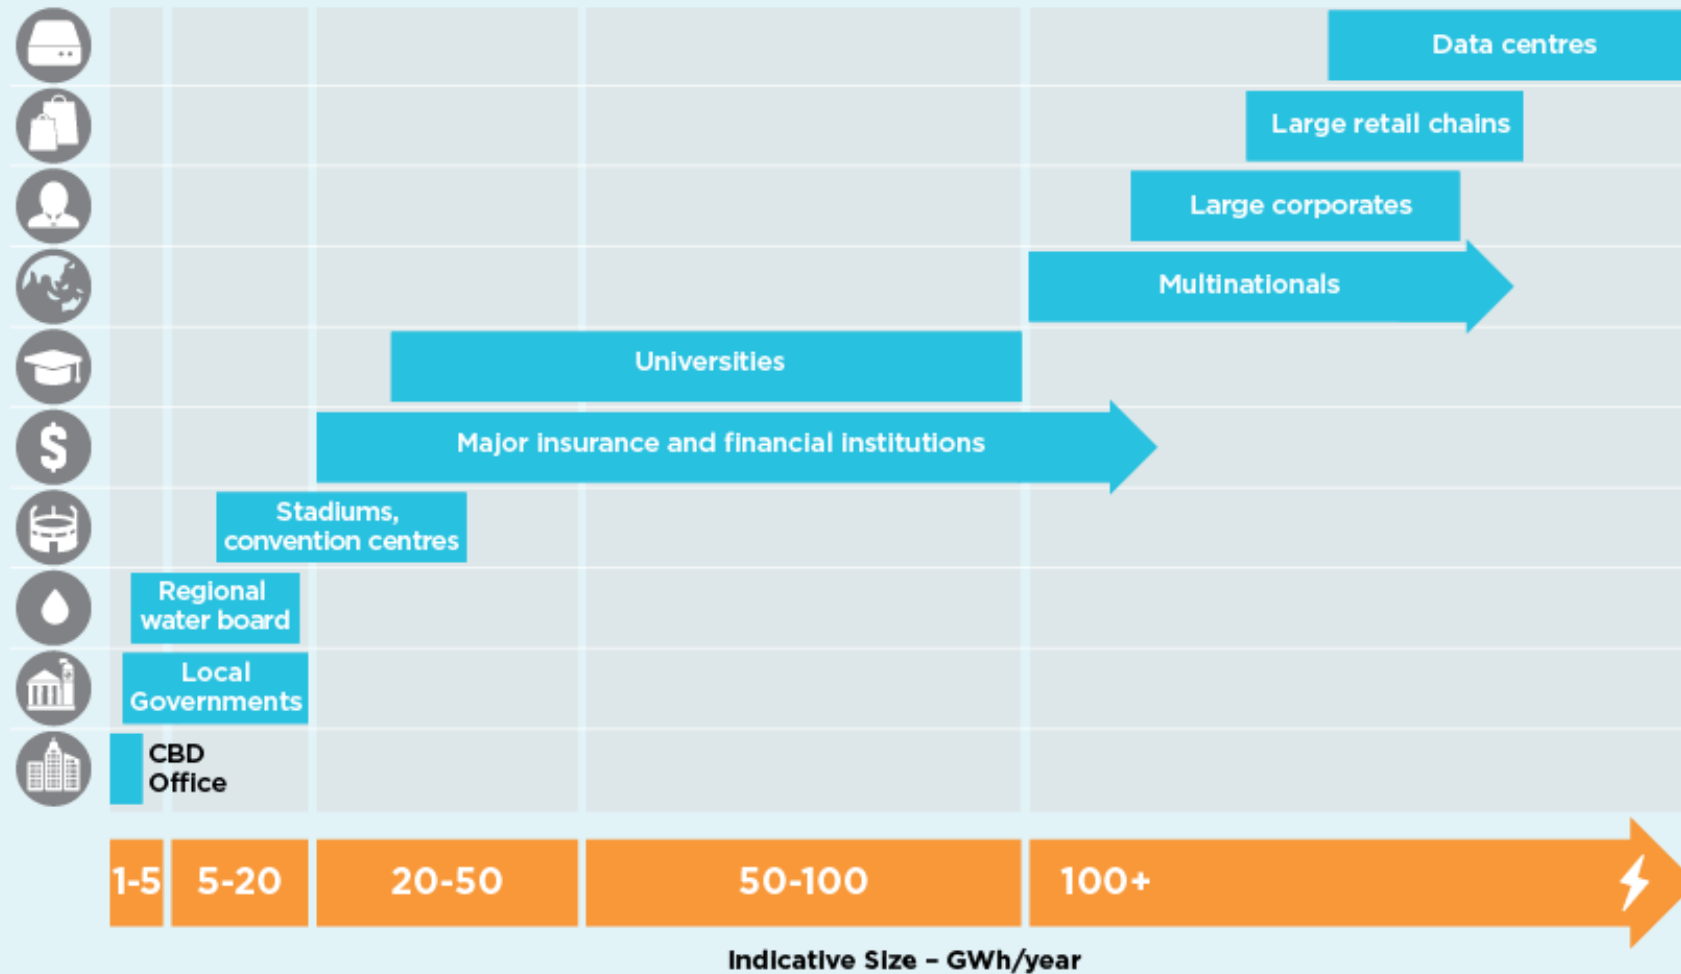 Data centres
Large retail chains
Large corporates
Multinationals
Universities
$
Major insurance and financial institutions
Stadiums,
convention centres
Regional
water board
Local
Governments
CBD
Office
1-5
5-20
20-50
50-100
100+
Indicative Size – GWh/year